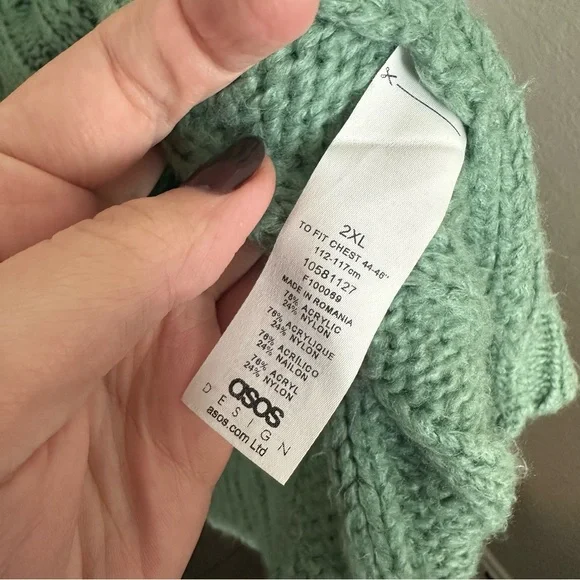 2XL
TO FIT CHEST 44-46"
112-117cm
10581127
F100069
MADE IN ROMANIA
76% ACRYLIC
24% NYLON
76% ACRYLIQUE
24% NYLON
76% ACRILICO
24% NAILON
76% ACRYL
24% NYLON
asos
DESIGN
asos.com Ltd